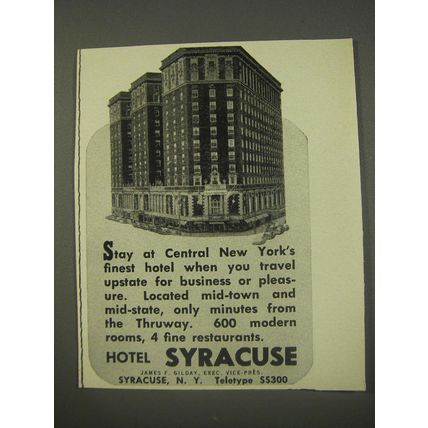 Stay at Central New York's
finest hotel when you travel
upstate for business or pleas-
ure. Located mid-town and
mid-state, only minutes from
the Thruway. 600 modern
rooms, 4 fine restaurants.
HOTEL SYRACUSE
JAMES F. GILDAY, EXEC. VICE-PRES.
SYRACUSE, N. Y. Teletype SS300